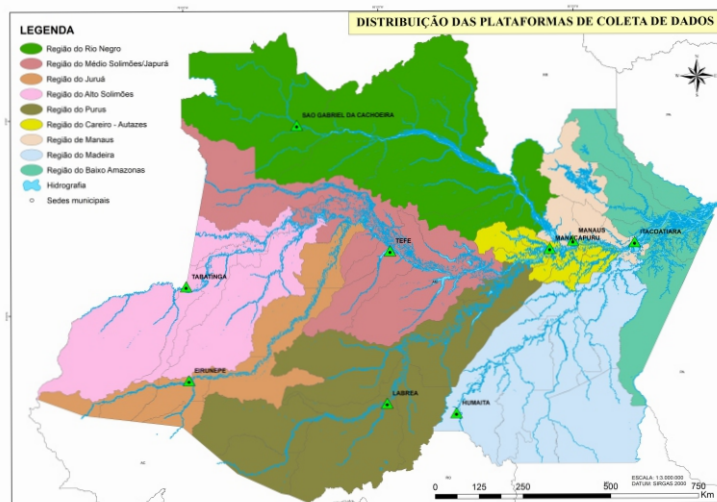 DISTRIBUIÇÃO DAS PLATAFORMAS DE COLETA DE DADOS
LEGENDA
Região do Rio Negro
Região do Médio Solimões/Japurá
Região do Juruá
Região do Alto Solimões
Região do Purus
Região do Careiro - Autazes
Região de Manaus
Região do Madeira
Região do Baixo Amazonas
Hidrografia
Sedes municipais
SAO GABRIEL DA CACHOEIRA
MANAUS
ITACOATIARA
MANACAPURU
TEFE
TABATINGA
EIRUNEPE
LABREA
HUMAITA
ESCALA: 1:3.000.000
DATUM: SIRGAS 2000
0 125 250 500 750
Km